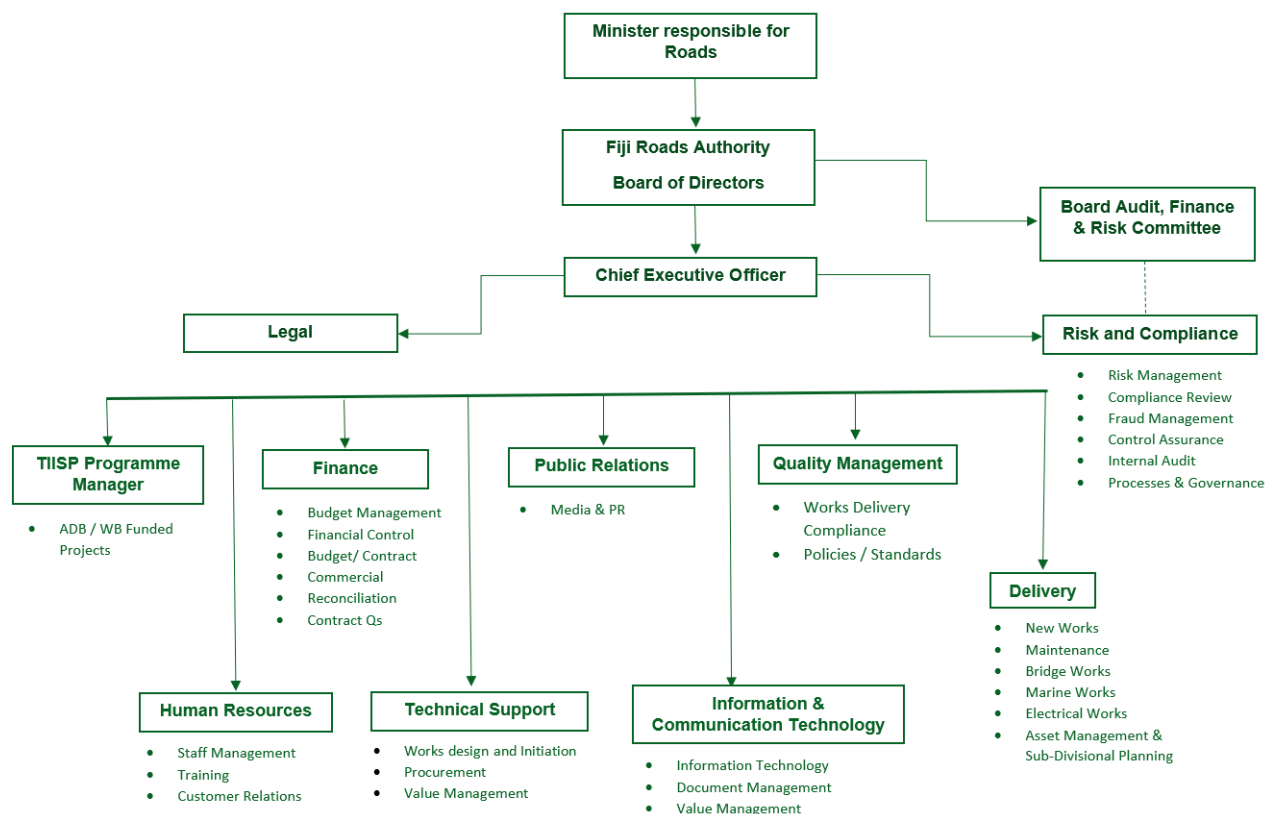 Minister responsible for
Roads
Fiji Roads Authority
Board of Directors
Board Audit, Finance
& Risk Committee
Chief Executive Officer
Legal
Risk and Compliance
• Risk Management
• Compliance Review
• Fraud Management
• Control Assurance
• Internal Audit
• Processes & Governance
TIISP Programme
Manager
• ADB / WB Funded
Projects
Finance
• Budget Management
• Financial Control
• Budget/ Contract
• Commercial
• Reconciliation
• Contract Qs
Public Relations
• Media & PR
Quality Management
• Works Delivery
Compliance
• Policies / Standards
Delivery
• New Works
• Maintenance
• Bridge Works
• Marine Works
• Electrical Works
• Asset Management &
Sub-Divisional Planning
Human Resources
• Staff Management
• Training
• Customer Relations
Technical Support
• Works design and Initiation
• Procurement
• Value Management
Information &
Communication Technology
• Information Technology
• Document Management
• Value Management